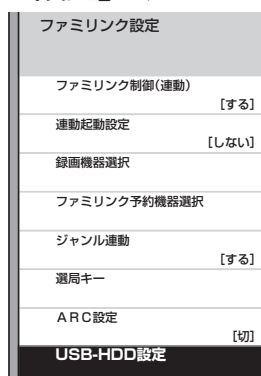 ファミリンク設定
ファミリンク制御(連動)
[する]
連動起動設定
[しない]
録画機器選択
ファミリンク予約機器選択
ジャンル連動
[する]
選局キー
ARC設定
[切]
USB-HDD設定